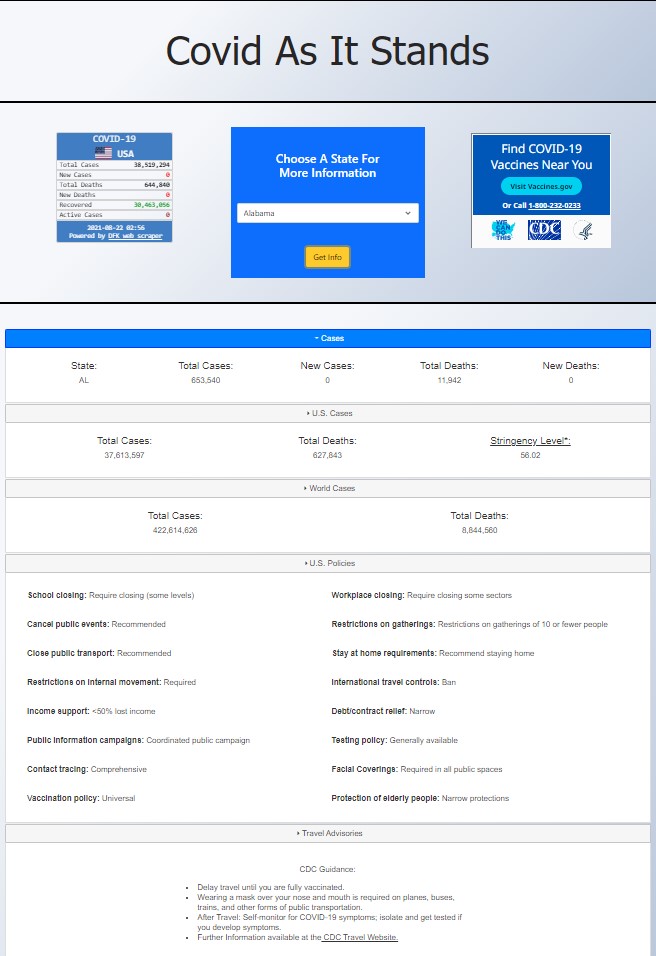 Covid As It Stands
COVID-19
USA
Total Cases 38,519,294
New Cases 0
Total Deaths 644,840
New Deaths 0
Recovered 30,463,056
Active Cases 0
2021-08-22 02:56
Powered by DFK web scraper
Choose A State For
More Information
Alabama
Get Info
Find COVID-19
Vaccines Near You
Visit Vaccines.gov
Or Call 1-800-232-0233
WE CAN DO THIS
CDC
Cases
State: Total Cases: New Cases: Total Deaths: New Deaths:
AL 653,540 0 11,942 0
U.S. Cases
Total Cases: Total Deaths: Stringency Level*:
37,613,597 627,843 56.02
World Cases
Total Cases: Total Deaths:
422,614,626 8,844,560
U.S. Policies
School closing: Require closing (some levels) Workplace closing: Require closing some sectors
Cancel public events: Recommended Restrictions on gatherings: Restrictions on gatherings of 10 or fewer people
Close public transport: Recommended Stay at home requirements: Recommend staying home
Restrictions on internal movement: Required International travel controls: Ban
Income support: <50% lost income Debt/contract relief: Narrow
Public information campaigns: Coordinated public campaign Testing policy: Generally available
Contact tracing: Comprehensive Facial Coverings: Required in all public spaces
Vaccination policy: Universal Protection of elderly people: Narrow protections
Travel Advisories
CDC Guidance:
• Delay travel until you are fully vaccinated.
• Wearing a mask over your nose and mouth is required on planes, buses,
trains, and other forms of public transportation.
• After Travel: Self-monitor for COVID-19 symptoms; isolate and get tested if
you develop symptoms.
• Further Information available at the CDC Travel Website.